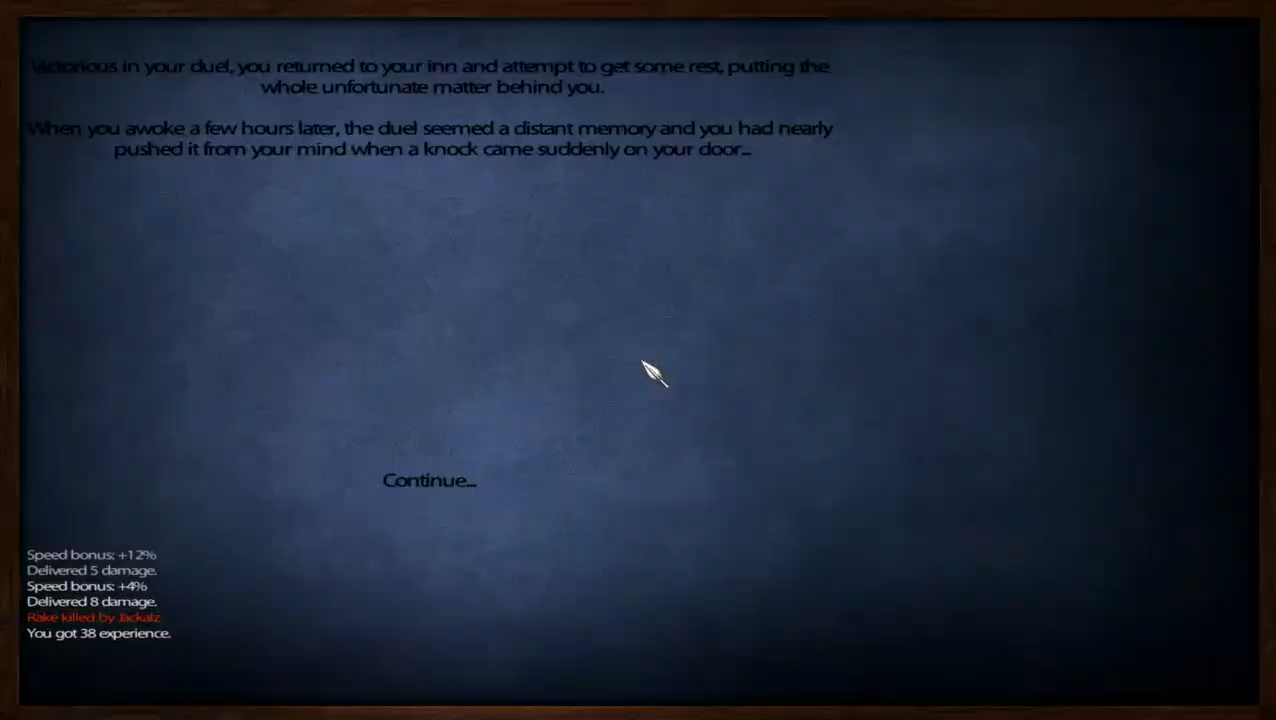 Victorious in your duel, you returned to your inn and attempt to get some rest, putting the
whole unfortunate matter behind you.
When you awoke a few hours later, the duel seemed a distant memory and you had nearly
pushed it from your mind when a knock came suddenly on your door...
Continue...
Speed bonus: +12%
Delivered 5 damage.
Speed bonus: +4%
Delivered 8 damage.
Rake killed by Jackalz
You got 38 experience.